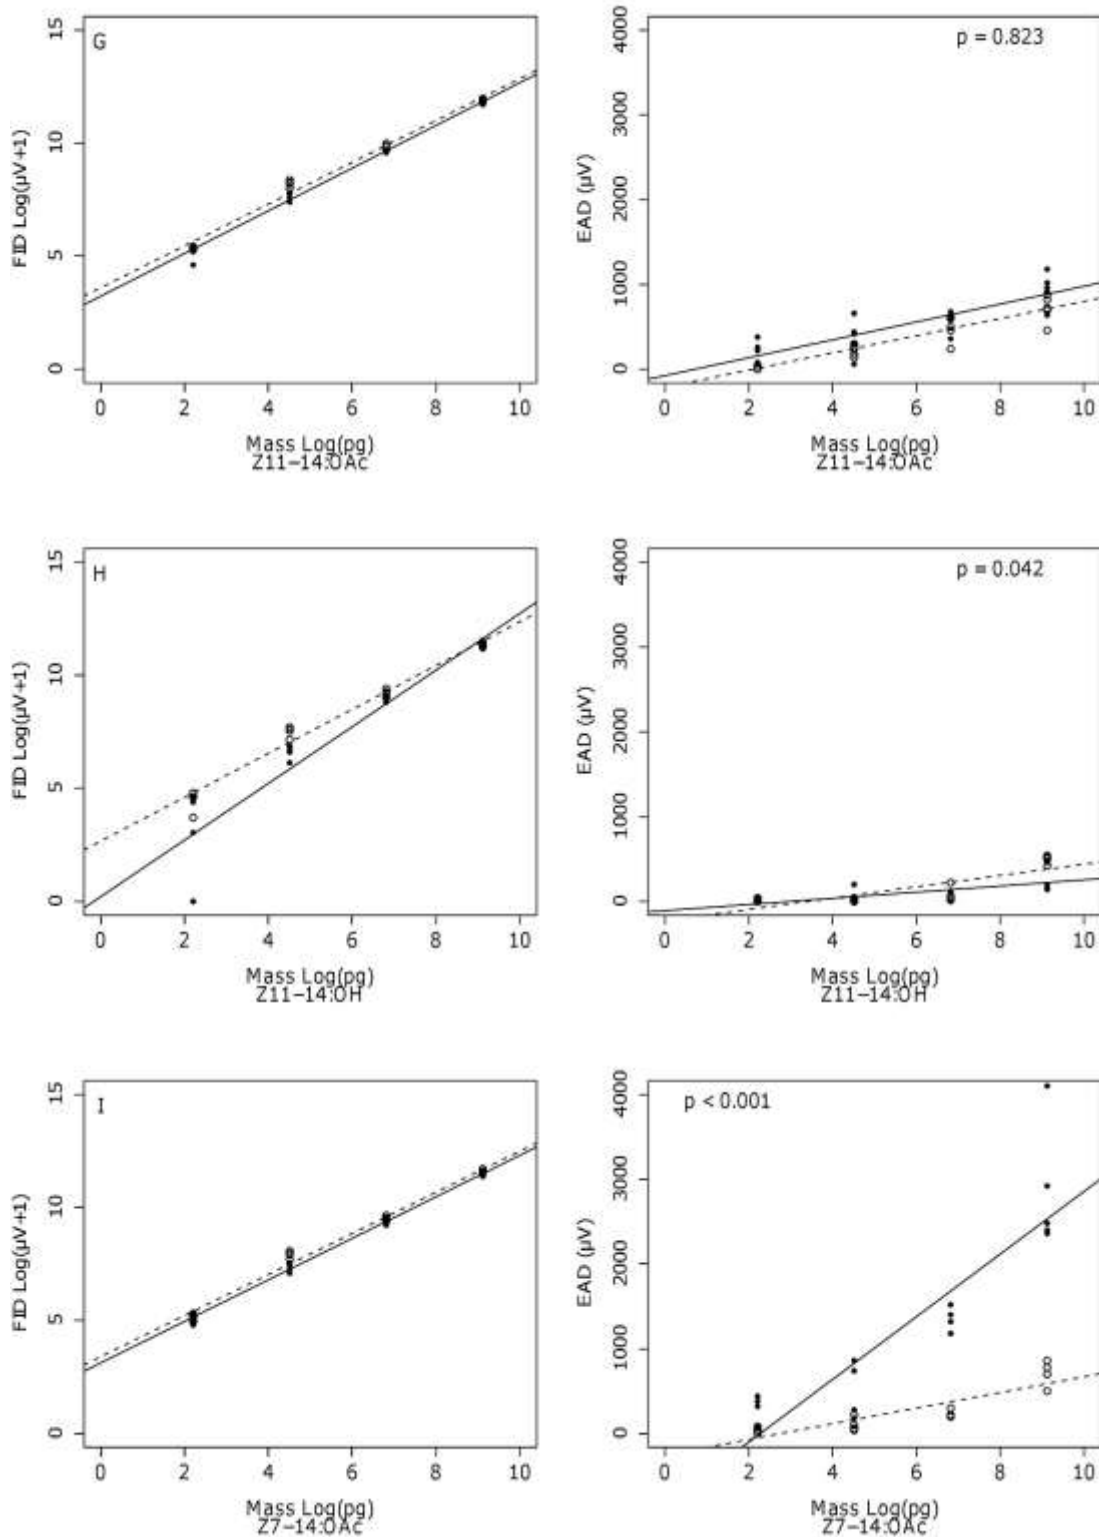 G
FID Log(µV+1)
15
10
5
0
0 2 4 6 8 10
Mass Log(pg)
Z11-14:OAc
p = 0.823
EAD (µV)
4000
3000
2000
1000
0
0 2 4 6 8 10
Mass Log(pg)
Z11-14:OAc
H
FID Log(µV+1)
15
10
5
0
0 2 4 6 8 10
Mass Log(pg)
Z11-14:OH
p = 0.042
EAD (µV)
4000
3000
2000
1000
0
0 2 4 6 8 10
Mass Log(pg)
Z11-14:OH
I
FID Log(µV+1)
15
10
5
0
0 2 4 6 8 10
Mass Log(pg)
Z7-14:OAc
p < 0.001
EAD (µV)
4000
3000
2000
1000
0
0 2 4 6 8 10
Mass Log(pg)
Z7-14:OAc